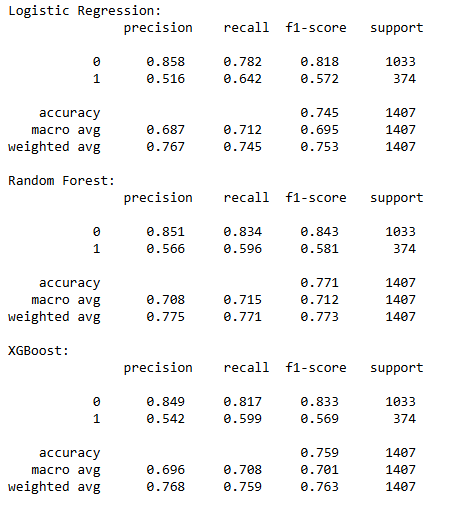 Logistic Regression:
precision recall f1-score support
0 0.858 0.782 0.818 1033
1 0.516 0.642 0.572 374
accuracy 0.745 1407
macro avg 0.687 0.712 0.695 1407
weighted avg 0.767 0.745 0.753 1407
Random Forest:
precision recall f1-score support
0 0.851 0.834 0.843 1033
1 0.566 0.596 0.581 374
accuracy 0.771 1407
macro avg 0.708 0.715 0.712 1407
weighted avg 0.775 0.771 0.773 1407
XGBoost:
precision recall f1-score support
0 0.849 0.817 0.833 1033
1 0.542 0.599 0.569 374
accuracy 0.759 1407
macro avg 0.696 0.708 0.701 1407
weighted avg 0.768 0.759 0.763 1407